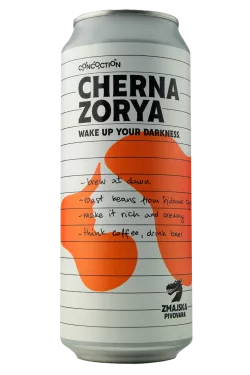 CONCOCTION
CHERNA
ZORYA
WAKE UP YOUR DARKNESS
- brew at dawn
- roast beans from
- make it rich and creamy
- think coffee, drink beer
ZMAJSKA
PIVOVARA